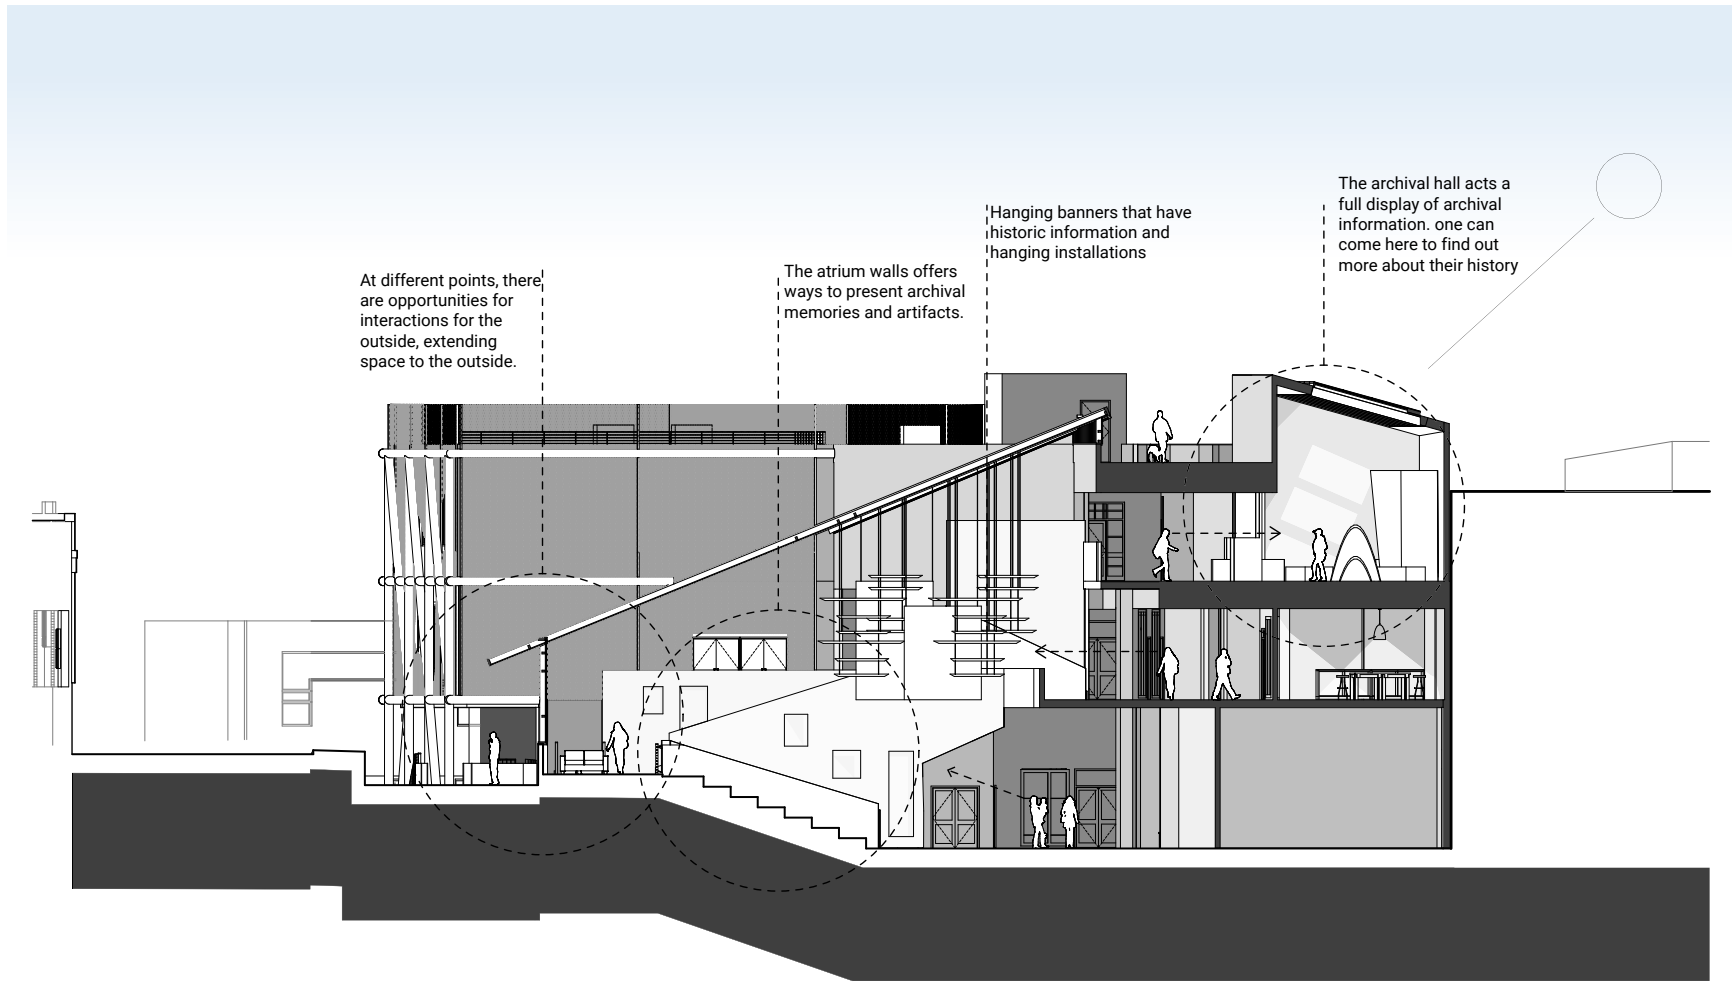 At different points, there
are opportunities for
interactions for the
outside, extending
space to the outside.
The atrium walls offers
ways to present archival
memories and artifacts.
Hanging banners that have
historic information and
hanging installations
The archival hall acts a
full display of archival
information. one can
come here to find out
more about their history